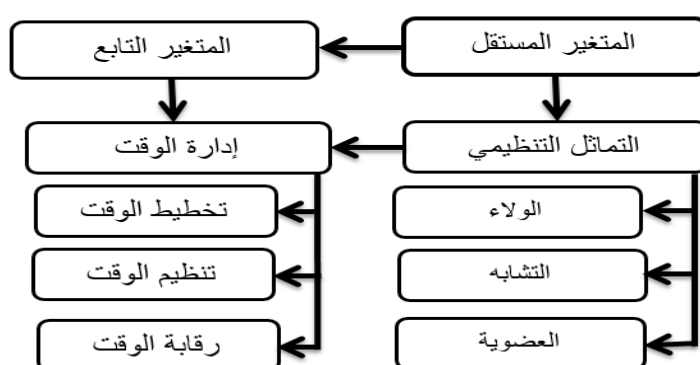 المتغير المستقل
المتغير التابع
التماثل التنظيمي
إدارة الوقت
الولاء
تخطيط الوقت
التشابه
تنظيم الوقت
العضوية
رقابة الوقت